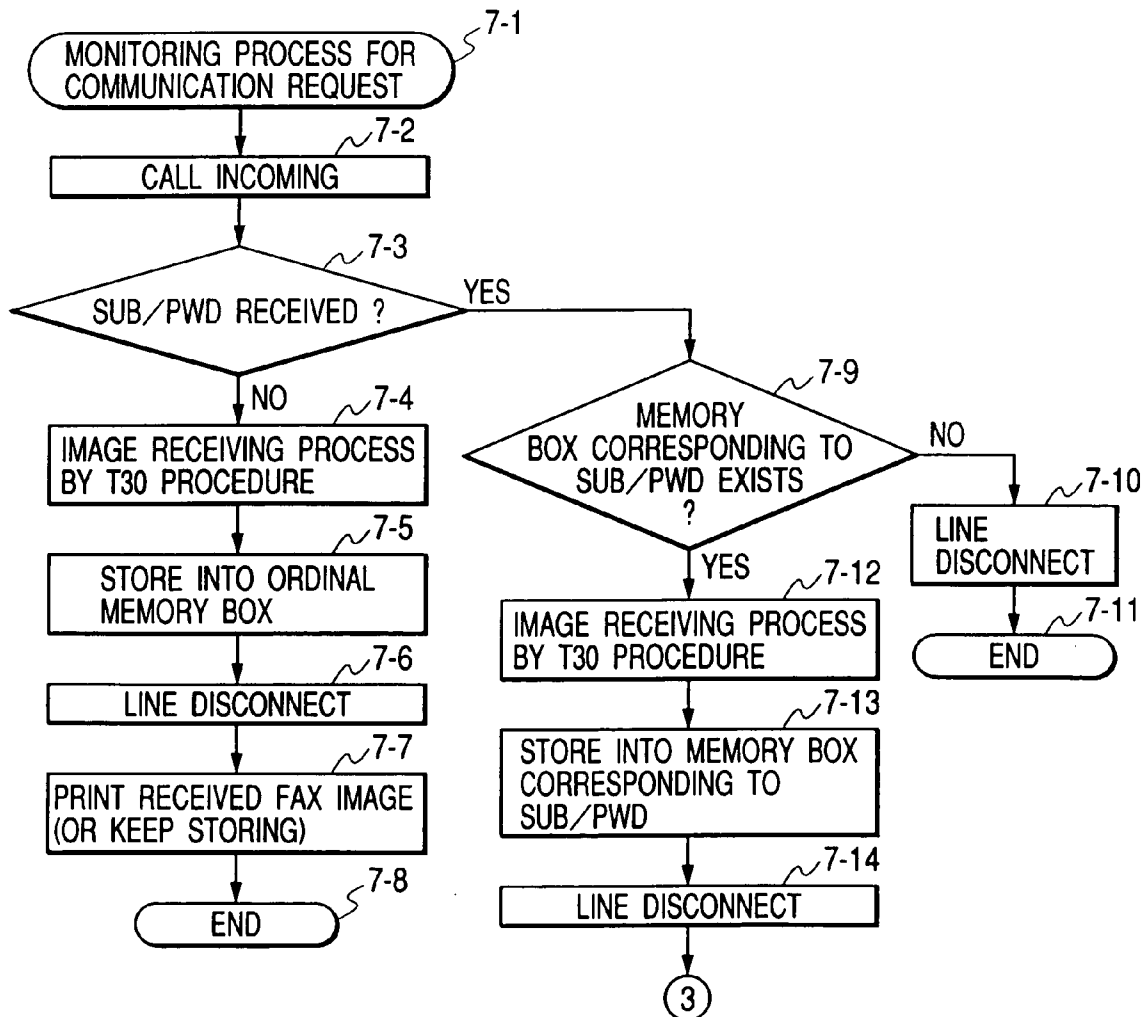 7-1
MONITORING PROCESS FOR
COMMUNICATION REQUEST
7-2
CALL INCOMING
7-3
SUB/PWD RECEIVED ?
YES
NO
7-4
IMAGE RECEIVING PROCESS
BY T30 PROCEDURE
7-5
STORE INTO ORDINAL
MEMORY BOX
7-6
LINE DISCONNECT
7-7
PRINT RECEIVED FAX IMAGE
(OR KEEP STORING)
7-8
END
7-9
MEMORY
BOX CORRESPONDING TO
SUB/PWD EXISTS
?
NO
7-10
LINE
DISCONNECT
7-11
END
YES
7-12
IMAGE RECEIVING PROCESS
BY T30 PROCEDURE
7-13
STORE INTO MEMORY BOX
CORRESPONDING TO
SUB/PWD
7-14
LINE DISCONNECT
3